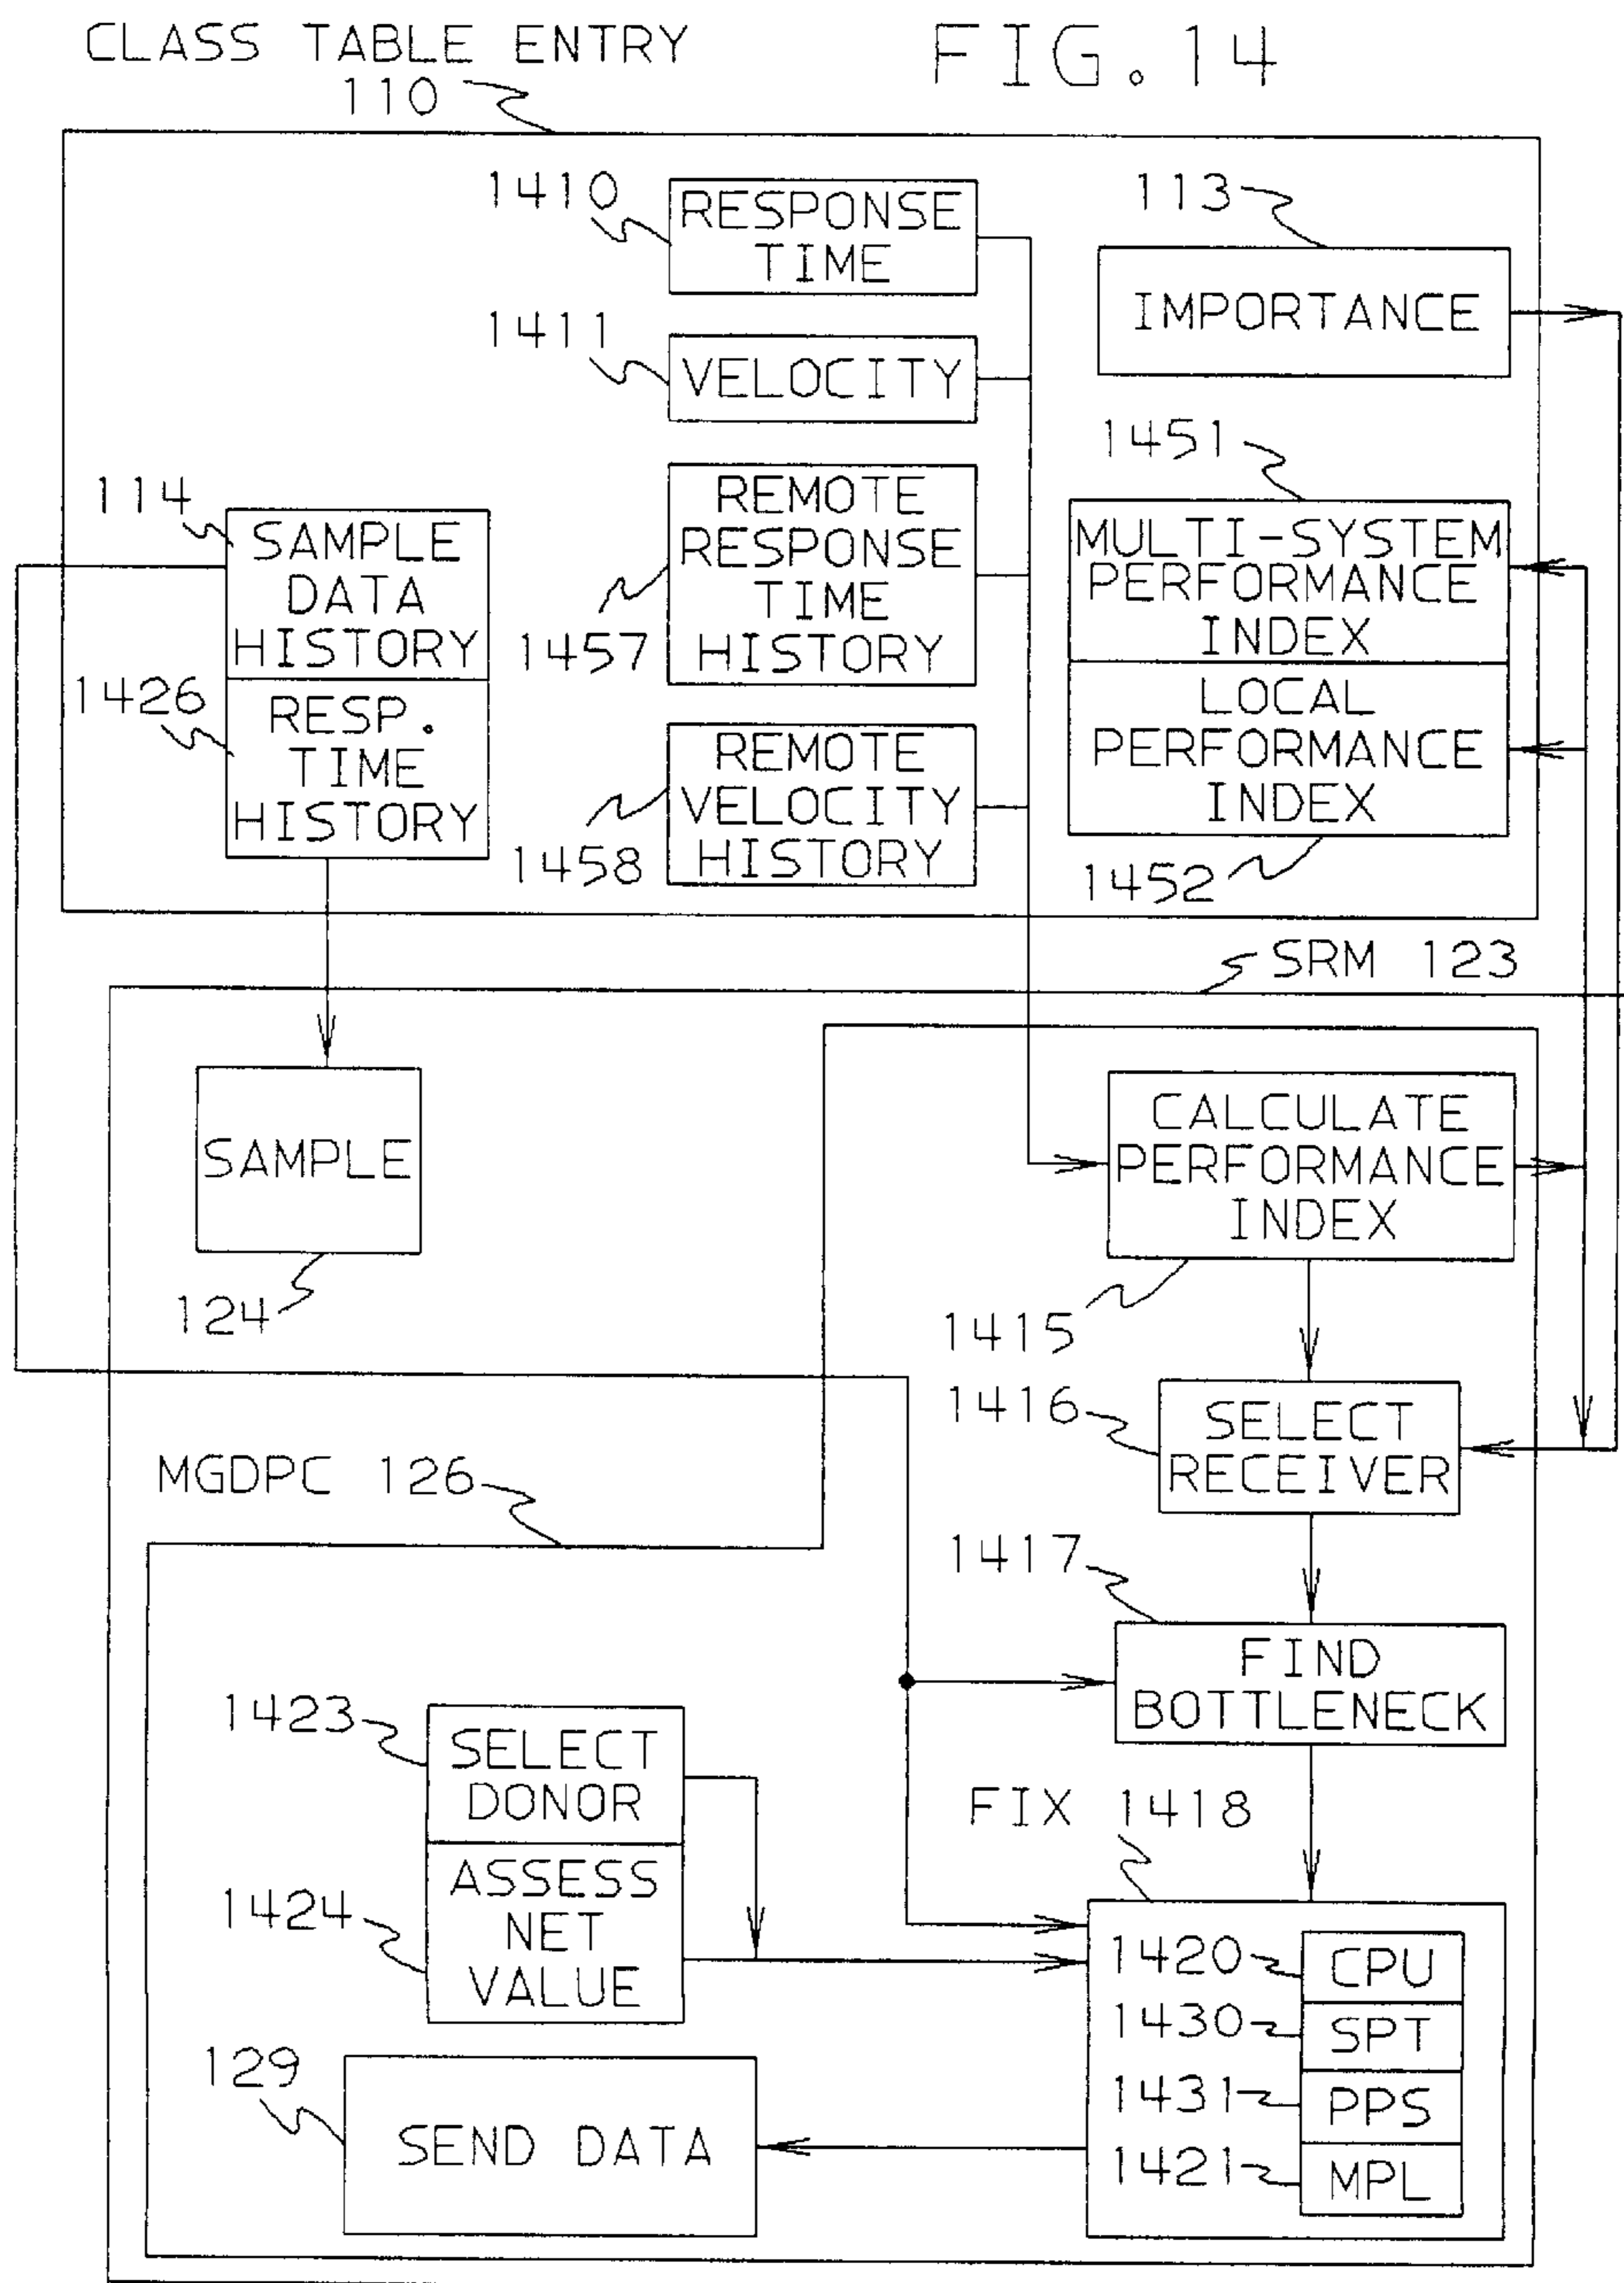 CLASS TABLE ENTRY
110
FIG. 14
1410
RESPONSE
TIME
113
IMPORTANCE
1411
VELOCITY
1451
MULTI-SYSTEM
PERFORMANCE
INDEX
114
SAMPLE
DATA
HISTORY
REMOTE
RESPONSE
TIME
HISTORY
1457
1426
RESP.
TIME
HISTORY
LOCAL
PERFORMANCE
INDEX
REMOTE
VELOCITY
HISTORY
1458
1452
SRM 123
SAMPLE
124
CALCULATE
PERFORMANCE
INDEX
1415
1416
SELECT
RECEIVER
MGDPC 126
1417
FIND
BOTTLENECK
1423
SELECT
DONOR
FIX 1418
1424
ASSESS
NET
VALUE
1420
CPU
1430
SPT
1431
PPS
1421
MPL
129
SEND DATA